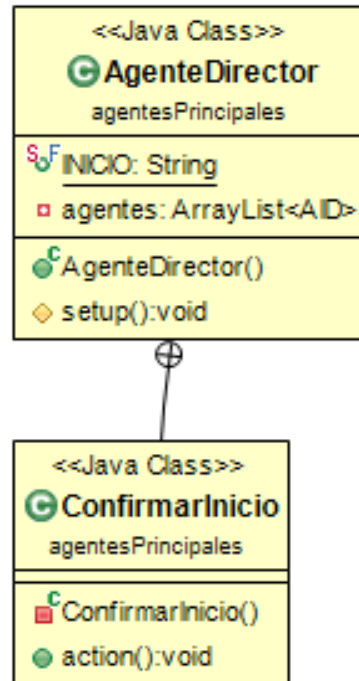 <<Java Class>>
C AgenteDirector
agentesPrincipales
S F INICIO: String
agentes: ArrayList<AID>
C AgenteDirector()
setup():void
<<Java Class>>
C ConfirmarInicio
agentesPrincipales
C ConfirmarInicio()
action():void